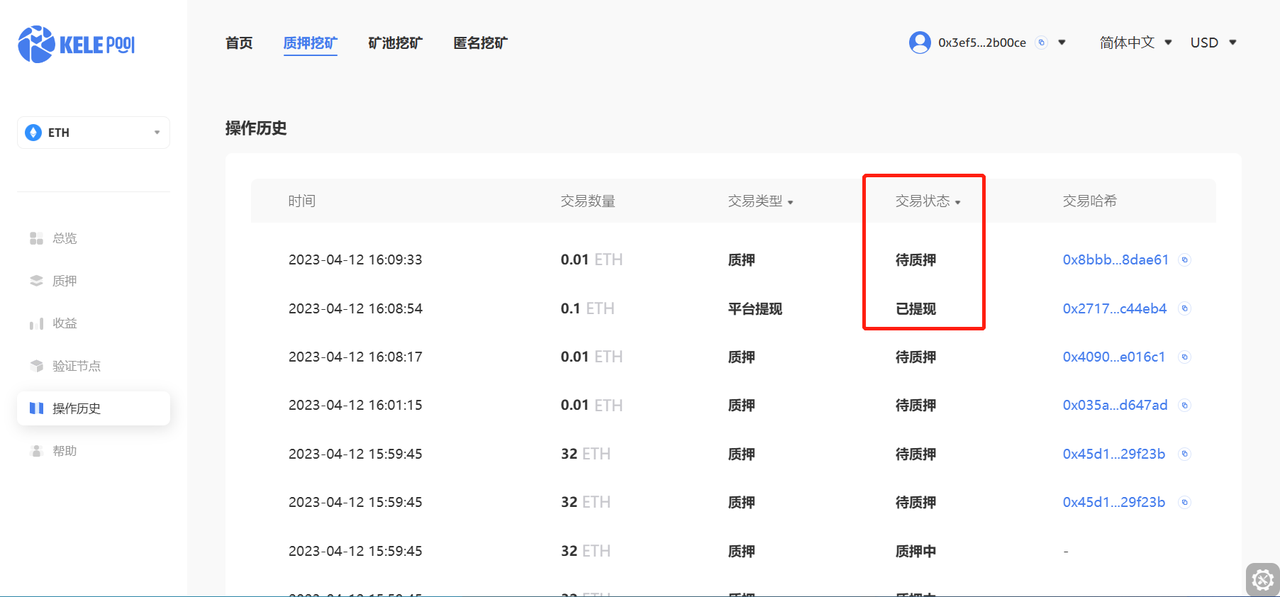 KELE POOL
首页 质押挖矿 矿池挖矿 匿名挖矿 0x3ef5...2b00ce 简体中文 USD
ETH
操作历史
时间 交易数量 交易类型 交易状态 交易哈希
总览
质押
收益
验证节点
操作历史
帮助
2023-04-12 16:09:33 0.01 ETH 质押 待质押 0x8bbb...8dae61
2023-04-12 16:08:54 0.1 ETH 平台提现 已提现 0x2717...c44eb4
2023-04-12 16:08:17 0.01 ETH 质押 待质押 0x4090...e016c1
2023-04-12 16:01:15 0.01 ETH 质押 待质押 0x035a...d647ad
2023-04-12 15:59:45 32 ETH 质押 待质押 0x45d1...29f23b
2023-04-12 15:59:45 32 ETH 质押 待质押 0x45d1...29f23b
2023-04-12 15:59:45 32 ETH 质押 质押中 -